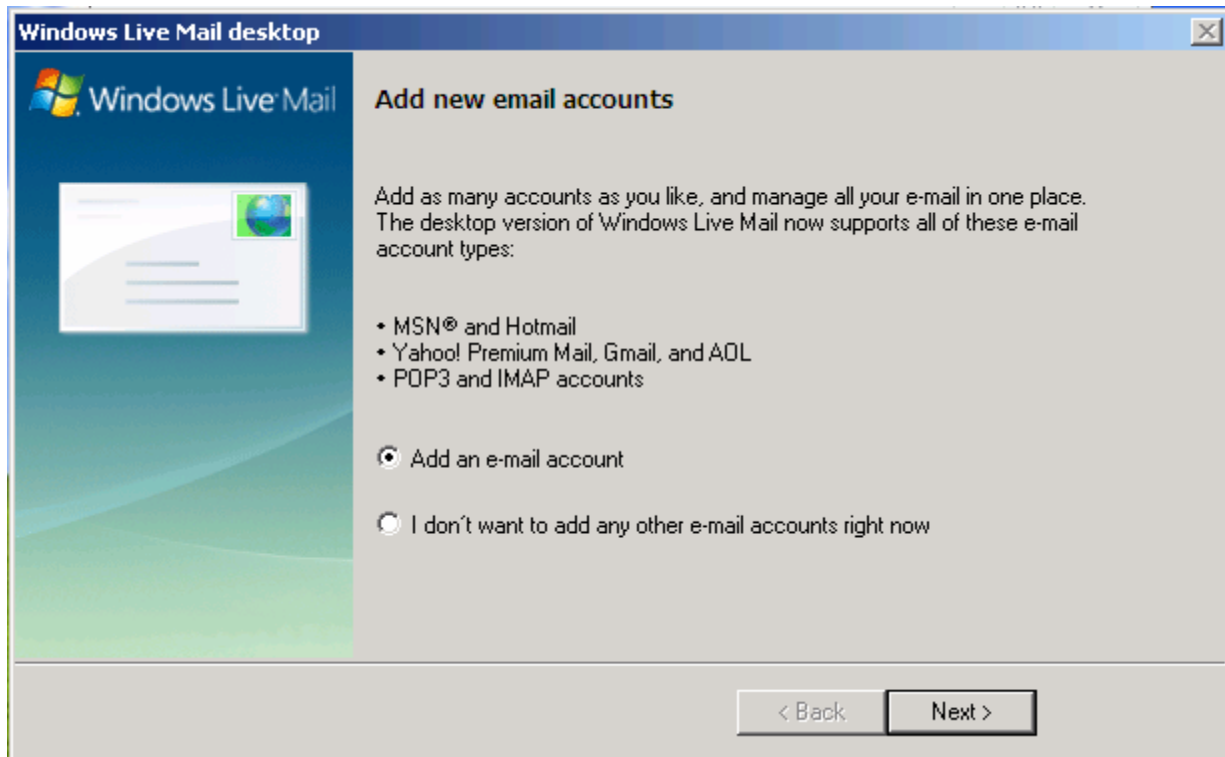 Windows Live Mail desktop
Windows Live Mail
Add new email accounts
Add as many accounts as you like, and manage all your e-mail in one place.
The desktop version of Windows Live Mail now supports all of these e-mail
account types:
• MSN® and Hotmail
• Yahoo! Premium Mail, Gmail, and AOL
• POP3 and IMAP accounts
Add an e-mail account
I don´t want to add any other e-mail accounts right now
< Back
Next >